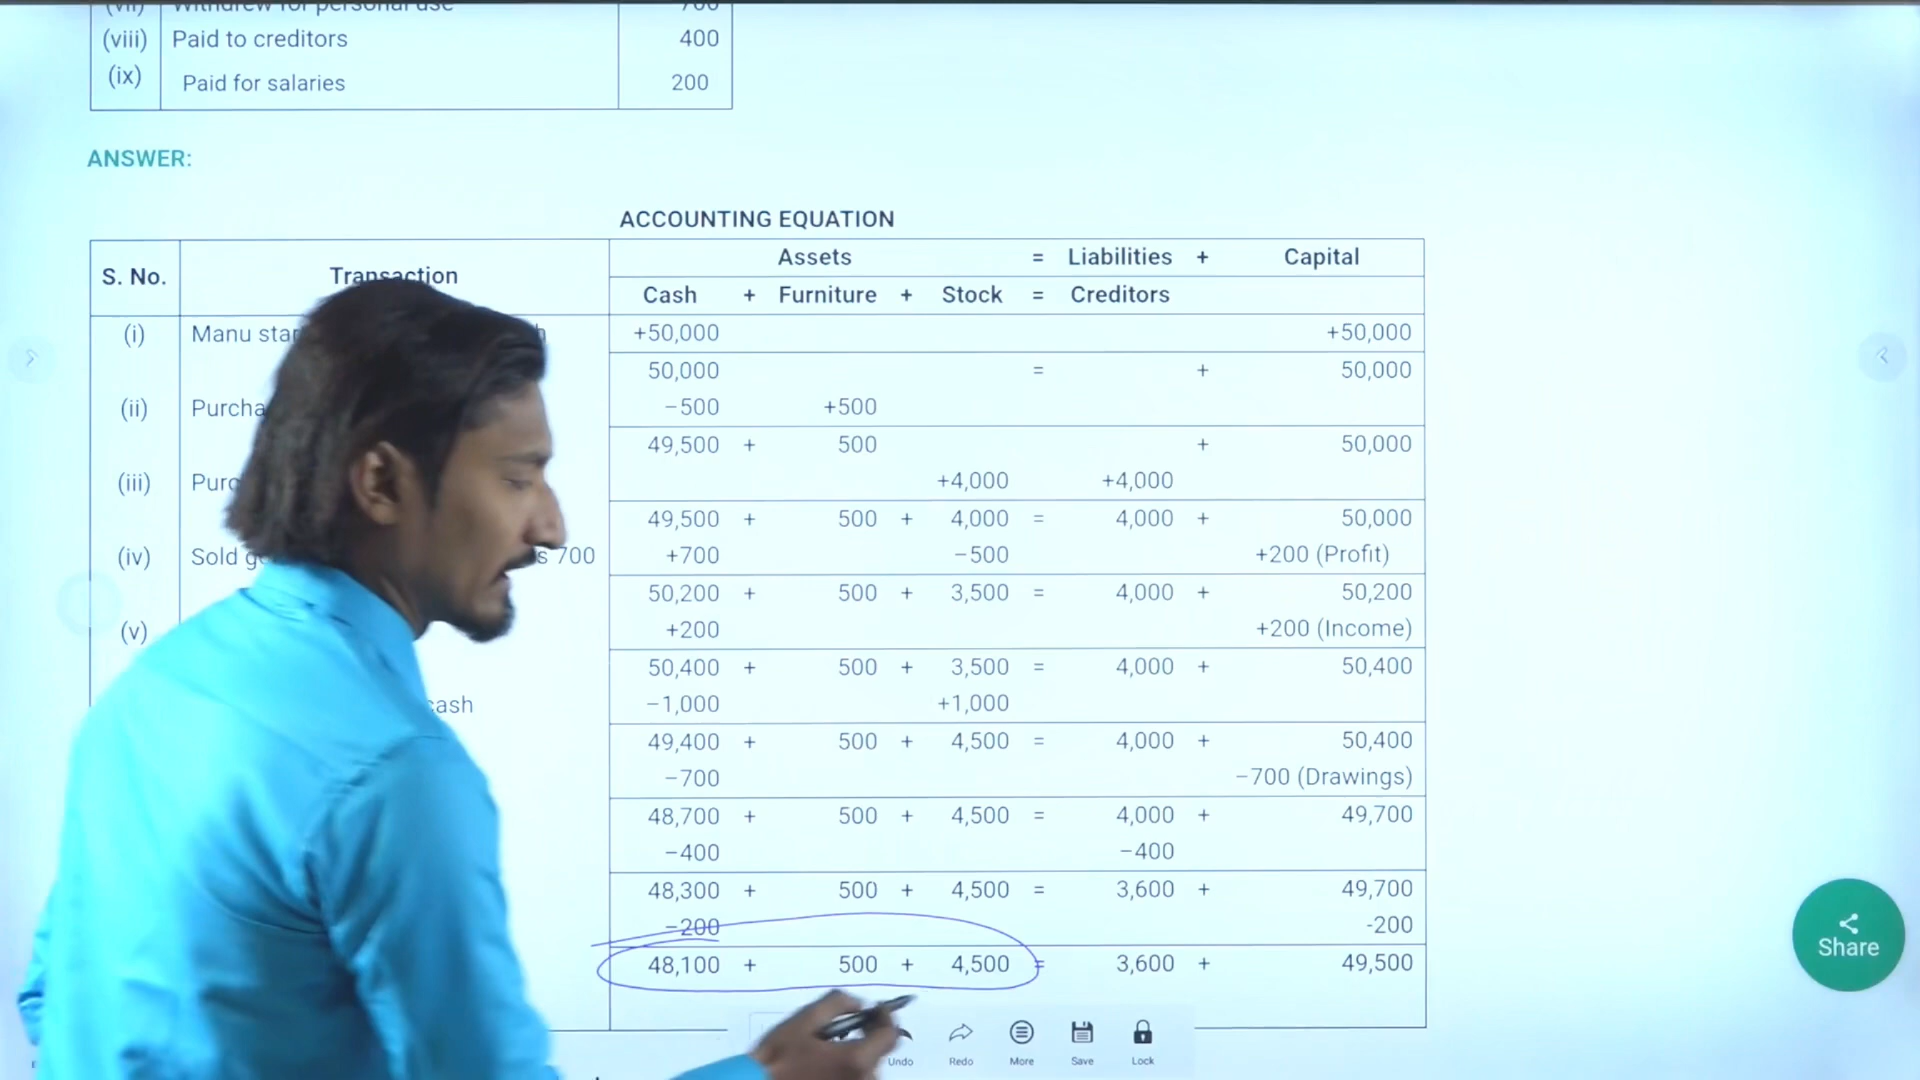 (vii) Withdrew for personal use 700
(viii) Paid to creditors 400
(ix) Paid for salaries 200
ANSWER:
ACCOUNTING EQUATION
S. No. Transaction Assets = Liabilities + Capital
Cash + Furniture + Stock = Creditors
(i) Manu +50,000 +50,000
50,000 = + 50,000
(ii) −500 +500
49,500 + 500 + 50,000
(iii) +4,000 +4,000
49,500 + 500 + 4,000 = 4,000 + 50,000
(iv) Sold 700 +700 −500 +200 (Profit)
50,200 + 500 + 3,500 = 4,000 + 50,200
(v) +200 +200 (Income)
50,400 + 500 + 3,500 = 4,000 + 50,400
cash −1,000 +1,000
49,400 + 500 + 4,500 = 4,000 + 50,400
−700 −700 (Drawings)
48,700 + 500 + 4,500 = 4,000 + 49,700
−400 −400
48,300 + 500 + 4,500 = 3,600 + 49,700
−200 -200
48,100 + 500 + 4,500 = 3,600 + 49,500
Share
Undo Redo More Save Lock